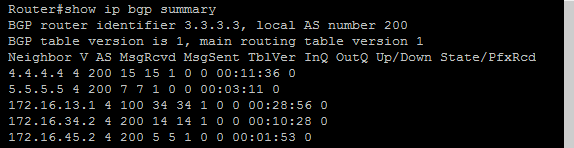 Router#show ip bgp summary
BGP router identifier 3.3.3.3, local AS number 200
BGP table version is 1, main routing table version 1
Neighbor V AS MsgRcvd MsgSent TblVer InQ OutQ Up/Down State/PfxRcd
4.4.4.4 4 200 15 15 1 0 0 00:11:36 0
5.5.5.5 4 200 7 7 1 0 0 00:03:11 0
172.16.13.1 4 100 34 34 1 0 0 00:28:56 0
172.16.34.2 4 200 14 14 1 0 0 00:10:28 0
172.16.45.2 4 200 5 5 1 0 0 00:01:53 0